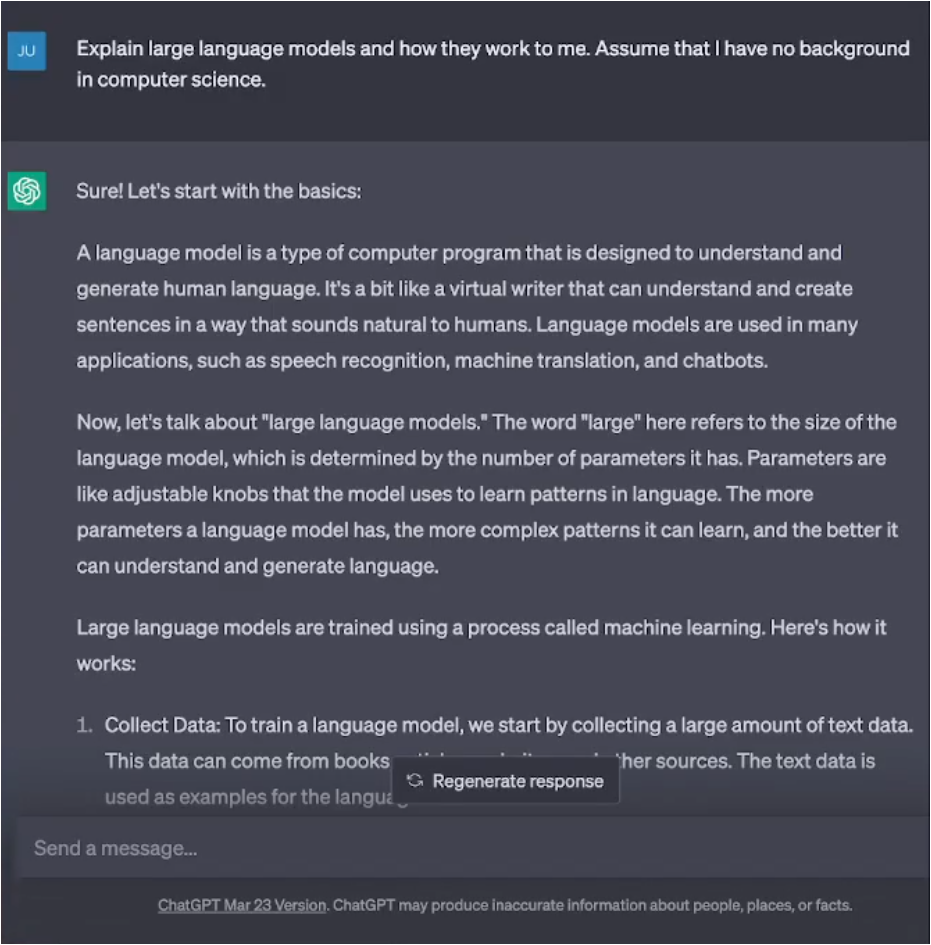 JU
Explain large language models and how they work to me. Assume that I have no background
in computer science.
Sure! Let's start with the basics:
A language model is a type of computer program that is designed to understand and
generate human language. It's a bit like a virtual writer that can understand and create
sentences in a way that sounds natural to humans. Language models are used in many
applications, such as speech recognition, machine translation, and chatbots.
Now, let's talk about "large language models." The word "large" here refers to the size of the
language model, which is determined by the number of parameters it has. Parameters are
like adjustable knobs that the model uses to learn patterns in language. The more
parameters a language model has, the more complex patterns it can learn, and the better it
can understand and generate language.
Large language models are trained using a process called machine learning. Here's how it
works:
1. Collect Data: To train a language model, we start by collecting a large amount of text data.
This data can come from books sources. The text data is
used as examples for the
Regenerate response
Send a message...
ChatGPT Mar 23 Version. ChatGPT may produce inaccurate information about people, places, or facts.